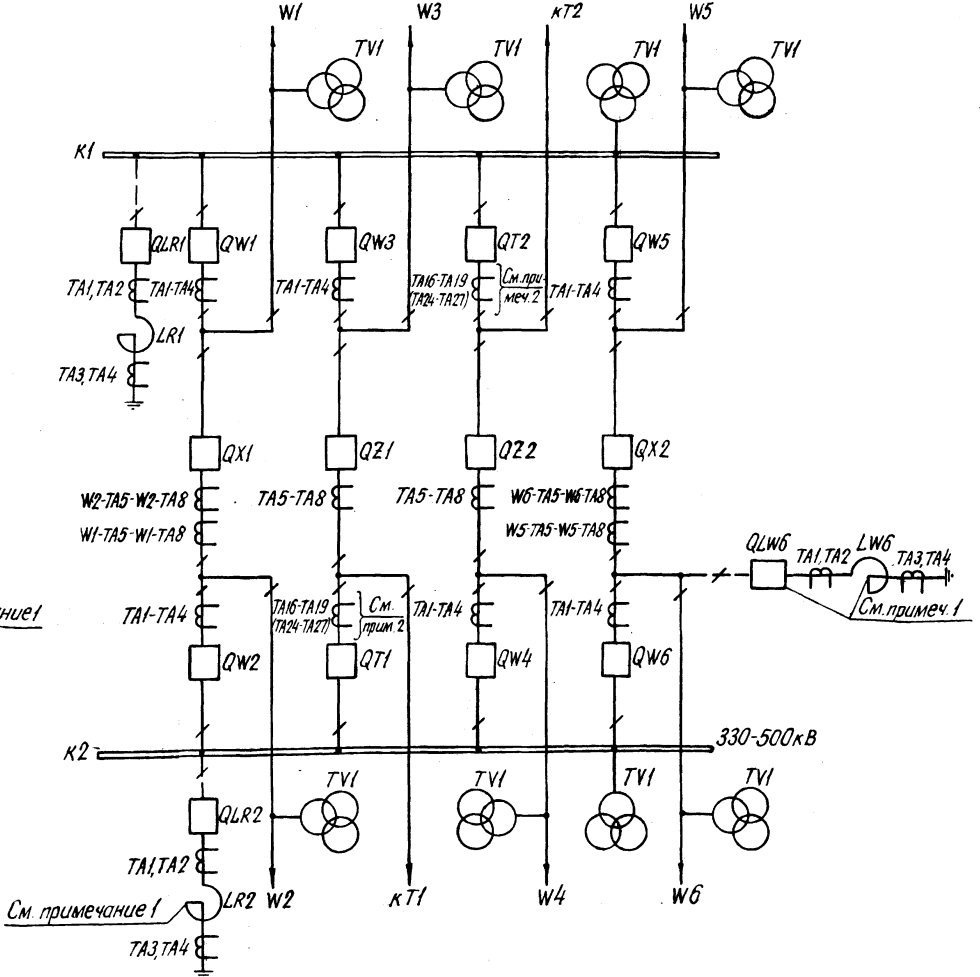 W1
W3
кT2
W5
TV1
TV1
TV1
TV1
K1
QLR1
QW1
QW3
QT2
QW5
TA1,TA2
TA1-TA4
TA1-TA4
TA16-TA19
(TA24-TA27)
См. при-
меч. 2
TA1-TA4
LR1
TA3,TA4
QX1
QZ1
QZ2
QX2
W2-TA5-W2-TA8
TA5-TA8
TA5-TA8
W6-TA5-W6-TA8
W1-TA5-W1-TA8
W5-TA5-W5-TA8
QLW6
TA1,TA2
LW6
TA3,TA4
См. примеч. 1
ние1
TA1-TA4
TA16-TA19
(TA24-TA27)
См.
прим. 2
TA1-TA4
TA1-TA4
QW2
QT1
QW4
QW6
K2
330-500кВ
TV1
TV1
TV1
TV1
QLR2
TA1,TA2
LR2
W2
кT1
W4
W6
См. примечание 1
TA3,TA4